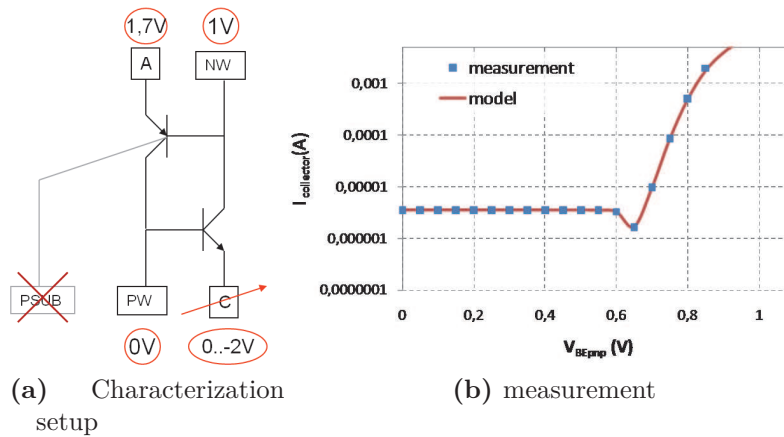 1,7V
1V
A
NW
PSUB
PW
C
0V
0..-2V
(a) Characterization
setup
measurement
model
I collector(A)
0,001
0,0001
0,00001
0,000001
0,0000001
0
0,2
0,4
0,6
0,8
1
VBEpnp (V)
(b) measurement